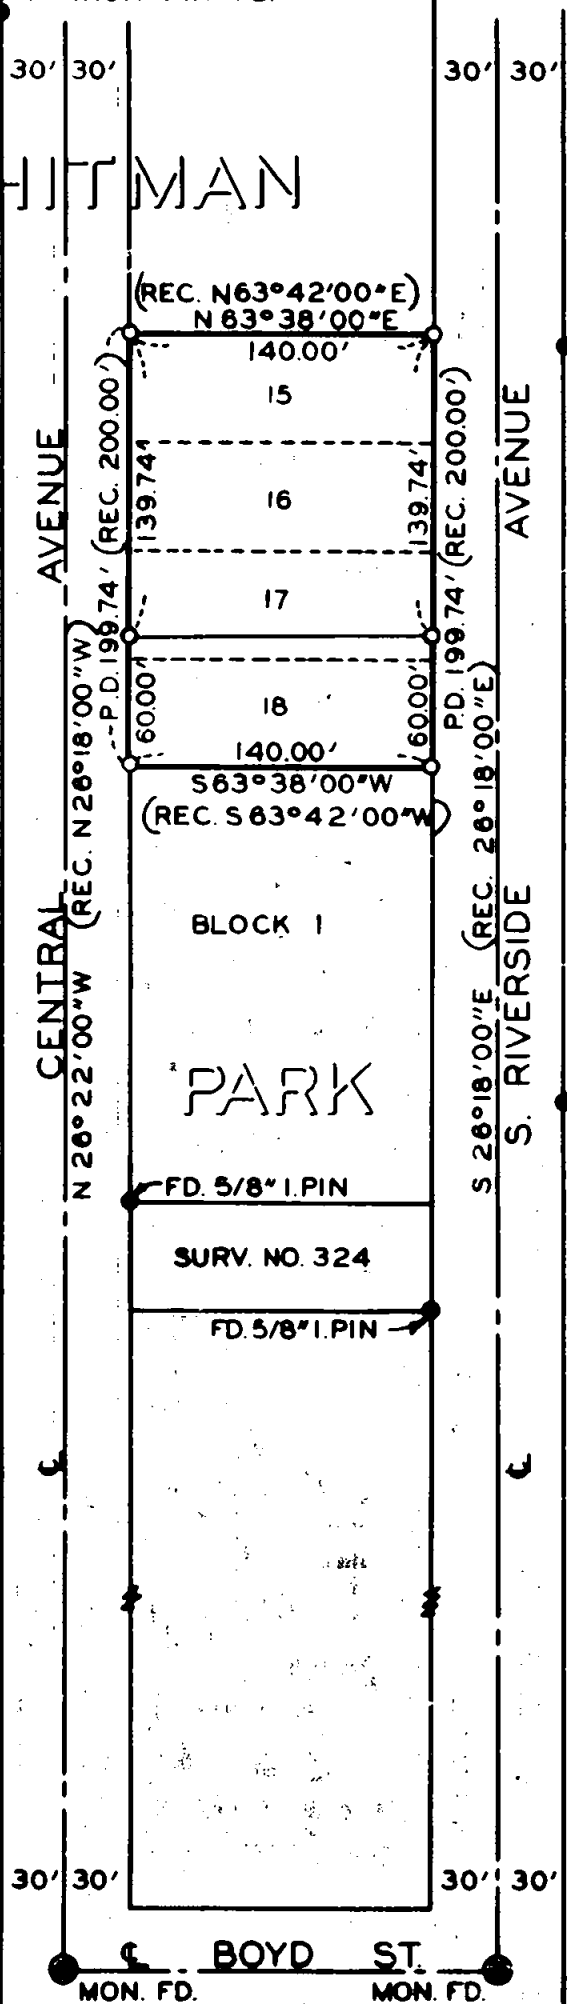 30' 30' 30' 30'
HITMAN
(REC. N63°42'00"E)
N63°38'00"E
140.00'
15
AVENUE
(REC. 200.00')
139.74'
139.74'
(REC. 200.00')
AVENUE
16
17
P.D. 199.74'
P.D. 199.74'
60.00'
18
60.00'
140.00'
S63°38'00"W
(REC. S63°42'00"W)
(REC. N26°18'00"W)
(REC. 26°18'00"E)
BLOCK 1
CENTRAL
N 26°22'00"W
S 26°18'00"E
S. RIVERSIDE
PARK
FD. 5/8" I.PIN
SURV. NO. 324
FD. 5/8" I.PIN
℄ ℄
30' 30' 30' 30'
℄ BOYD ST.
MON. FD. MON. FD.